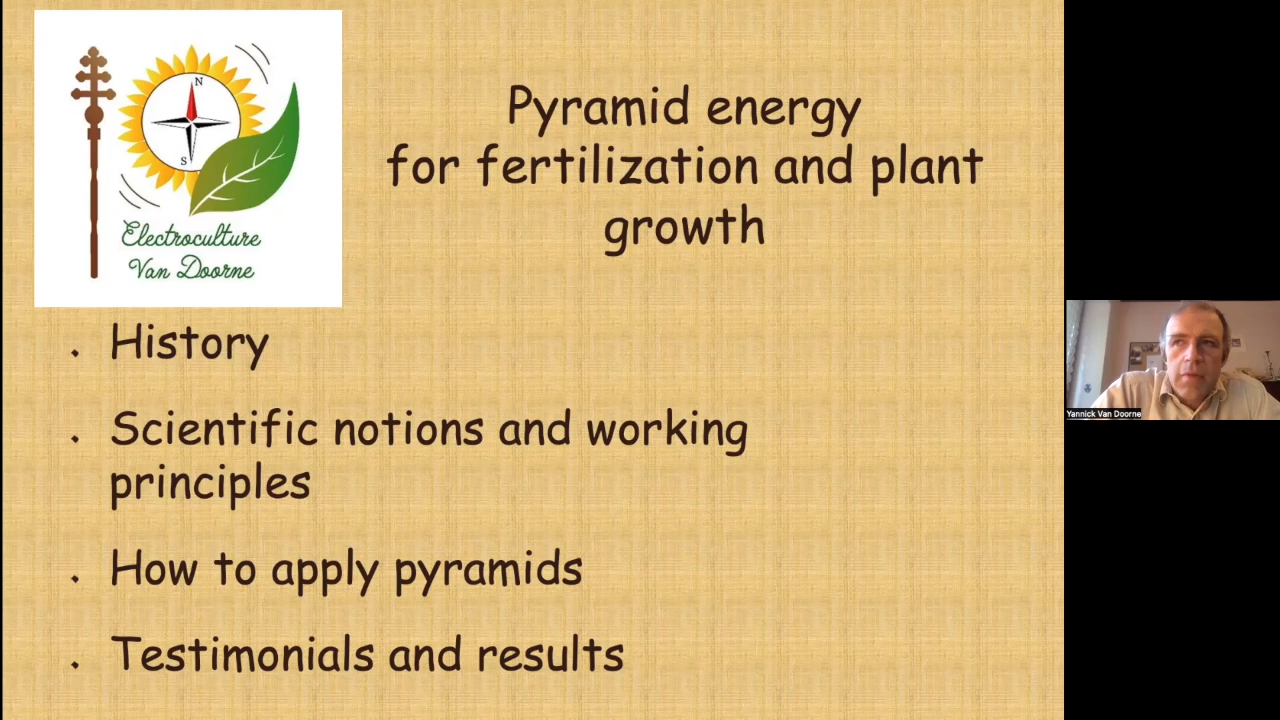 N
S
Electroculture
Van Doorne
Pyramid energy
for fertilization and plant
growth
. History
. Scientific notions and working
principles
. How to apply pyramids
. Testimonials and results
Yannick Van Doorne